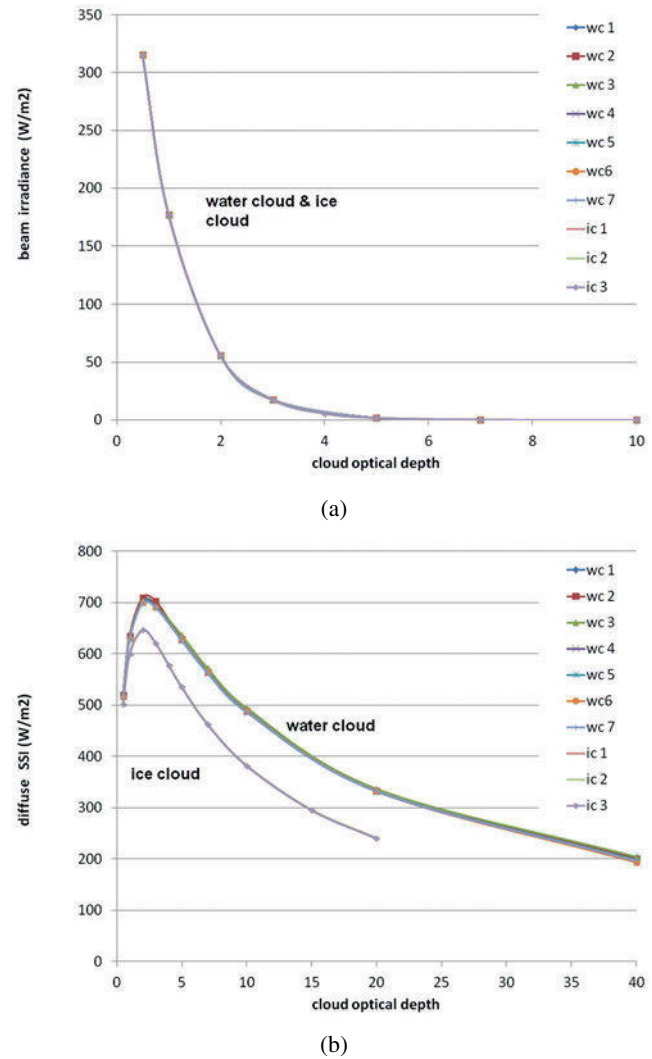 350
300
250
200
150
100
50
0
beam irradiance (W/m2)
water cloud & ice
cloud
0 2 4 6 8 10
cloud optical depth
wc 1
wc 2
wc 3
wc 4
wc 5
wc6
wc 7
ic 1
ic 2
ic 3
(a)
800
700
600
500
400
300
200
100
0
diffuse SSI (W/m2)
water cloud
ice cloud
0 5 10 15 20 25 30 35 40
cloud optical depth
wc 1
wc 2
wc 3
wc 4
wc 5
wc6
wc 7
ic 1
ic 2
ic 3
(b)